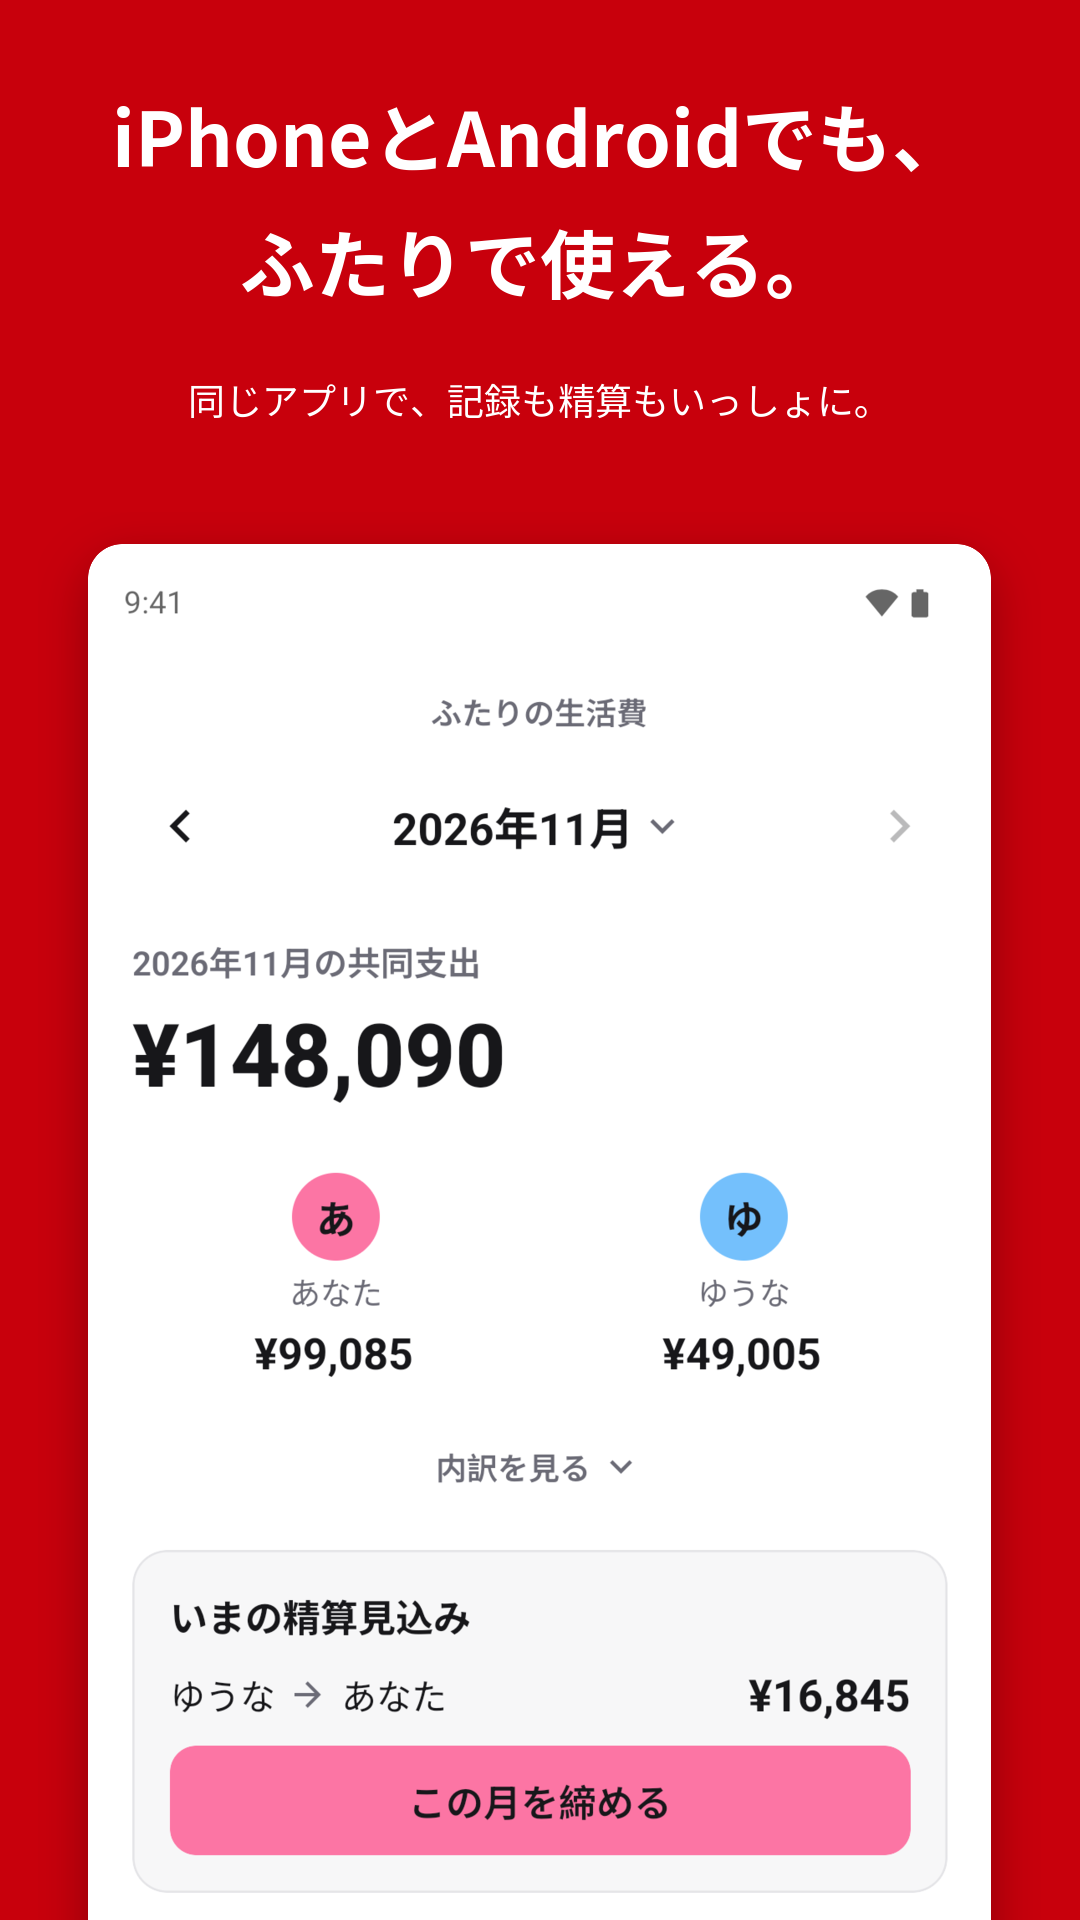 iPhoneとAndroidでも、
ふたりで使える。
同じアプリで、記録も精算もいっしょに。
9:41
ふたりの生活費
2026年11月
2026年11月の共同支出
¥148,090
あ
ゆ
あなた
ゆうな
¥99,085
¥49,005
内訳を見る
いまの精算見込み
ゆうな → あなた
¥16,845
この月を締める